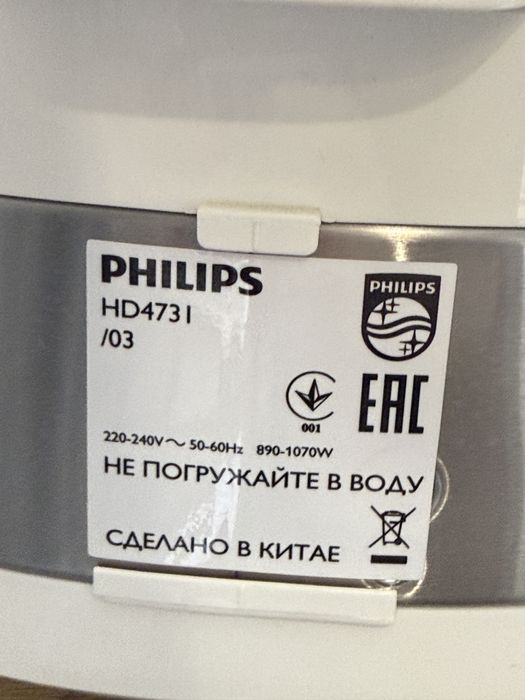 PHILIPS
HD4731
/03
PHILIPS
001
EAC
220-240V~ 50-60Hz 890-1070W
НЕ ПОГРУЖАЙТЕ В ВОДУ
СДЕЛАНО В КИТАЕ